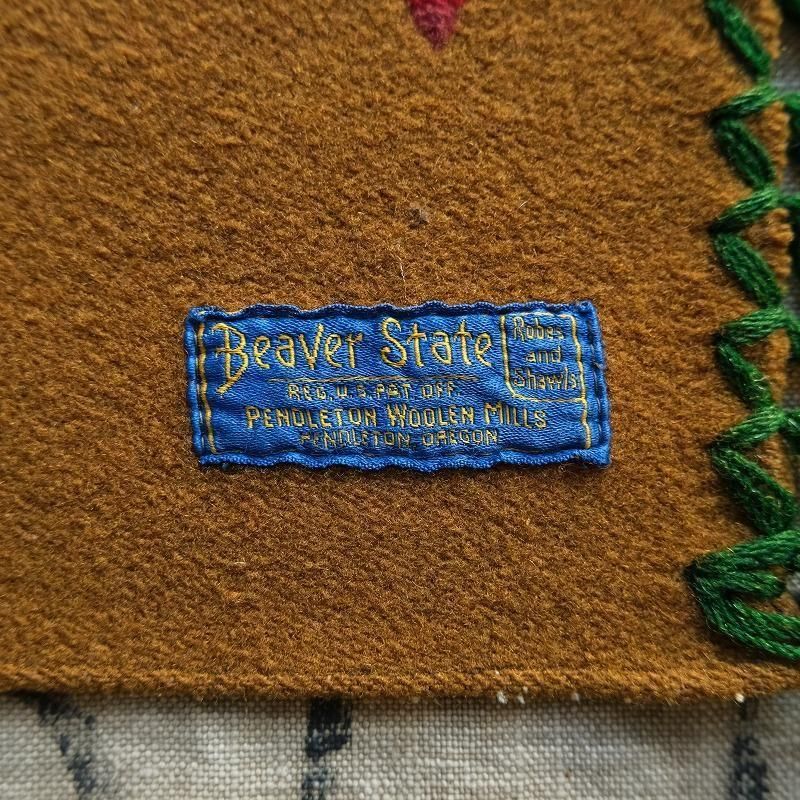 Beaver State
Robes
and
Shawls
REG. U.S. PAT. OFF.
PENDLETON WOOLEN MILLS
PENDLETON, OREGON